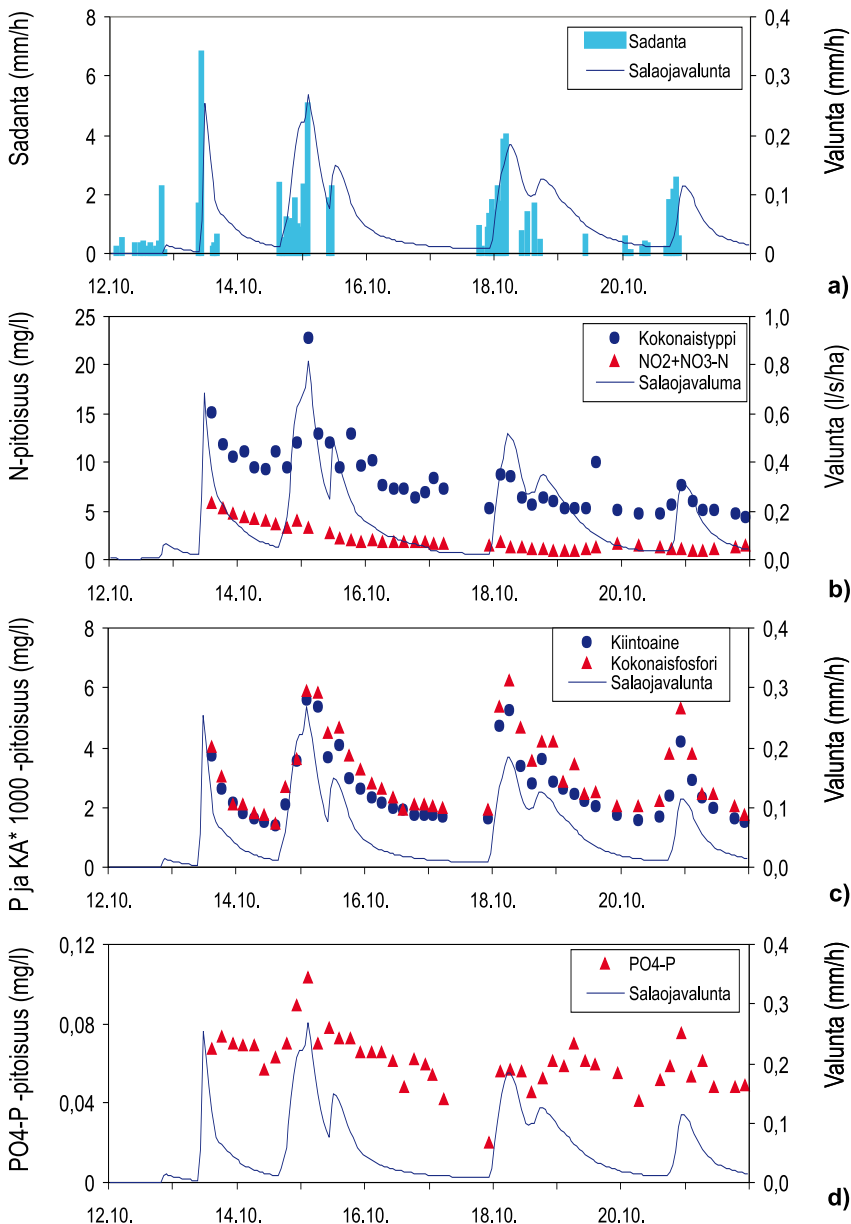 Sadanta (mm/h)
8
6
4
2
0
Sadanta
Salaojavalunta
0,4
0,3
0,2
0,1
0,0
Valunta (mm/h)
12.10.
14.10.
16.10.
18.10.
20.10.
a)
N-pitoisuus (mg/l)
25
20
15
10
5
0
Kokonaistyppi
NO2+NO3-N
Salaojavaluma
1,0
0,8
0,6
0,4
0,2
0,0
Valunta (l/s/ha)
12.10.
14.10.
16.10.
18.10.
20.10.
b)
P ja KA* 1000 -pitoisuus (mg/l)
8
6
4
2
0
Kiintoaine
Kokonaisfosfori
Salaojavalunta
0,4
0,3
0,2
0,1
0,0
Valunta (mm/h)
12.10.
14.10.
16.10.
18.10.
20.10.
c)
PO4-P -pitoisuus (mg/l)
0,12
0,08
0,04
0,00
PO4-P
Salaojavalunta
0,4
0,3
0,2
0,1
0,0
Valunta (mm/h)
12.10.
14.10.
16.10.
18.10.
20.10.
d)